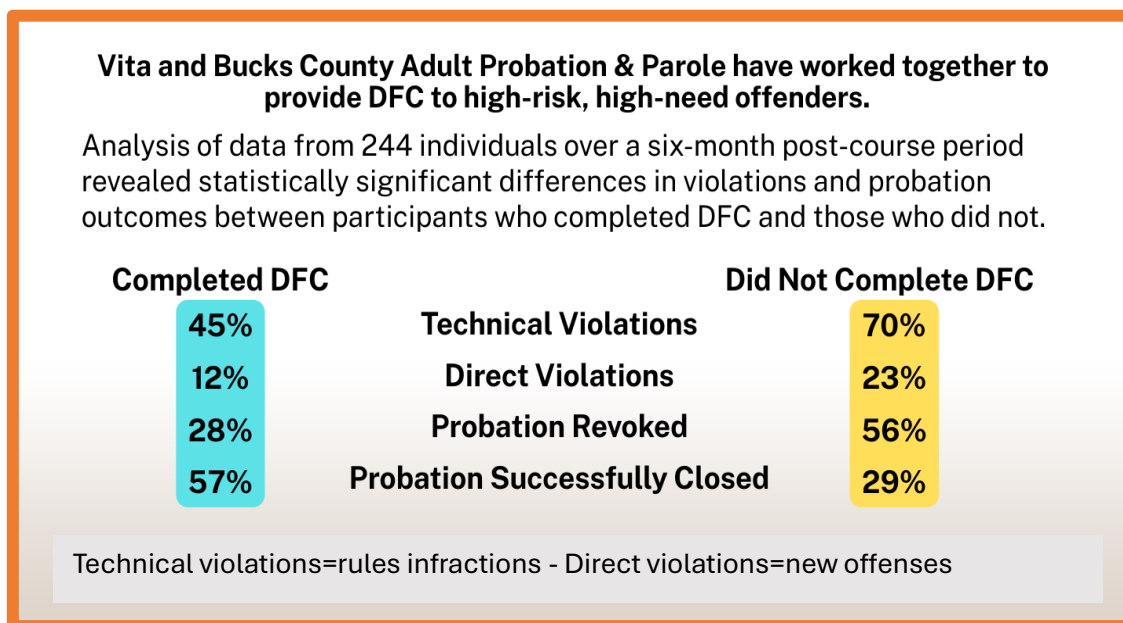 Vita and Bucks County Adult Probation & Parole have worked together to
provide DFC to high-risk, high-need offenders.
Analysis of data from 244 individuals over a six-month post-course period
revealed statistically significant differences in violations and probation
outcomes between participants who completed DFC and those who did not.
Completed DFC Did Not Complete DFC
45% Technical Violations 70%
12% Direct Violations 23%
28% Probation Revoked 56%
57% Probation Successfully Closed 29%
Technical violations=rules infractions - Direct violations=new offenses